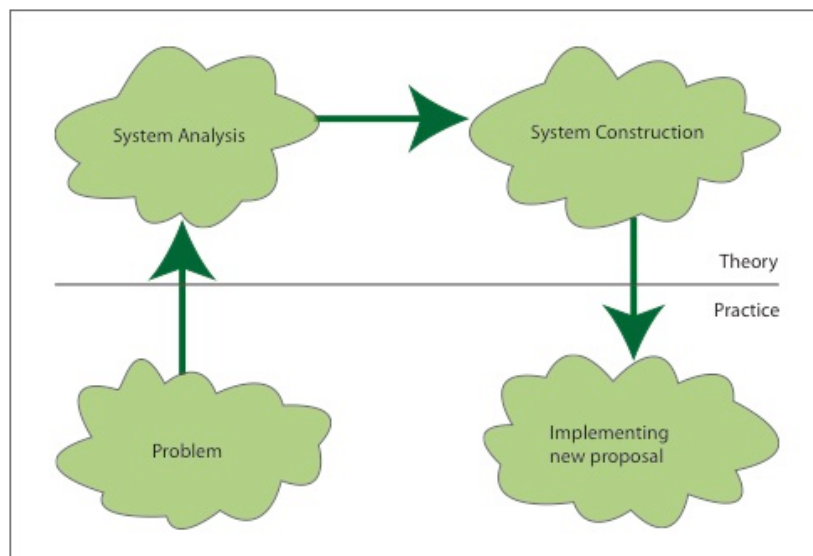 System Analysis
System Construction
Theory
Practice
Problem
Implementing
new proposal